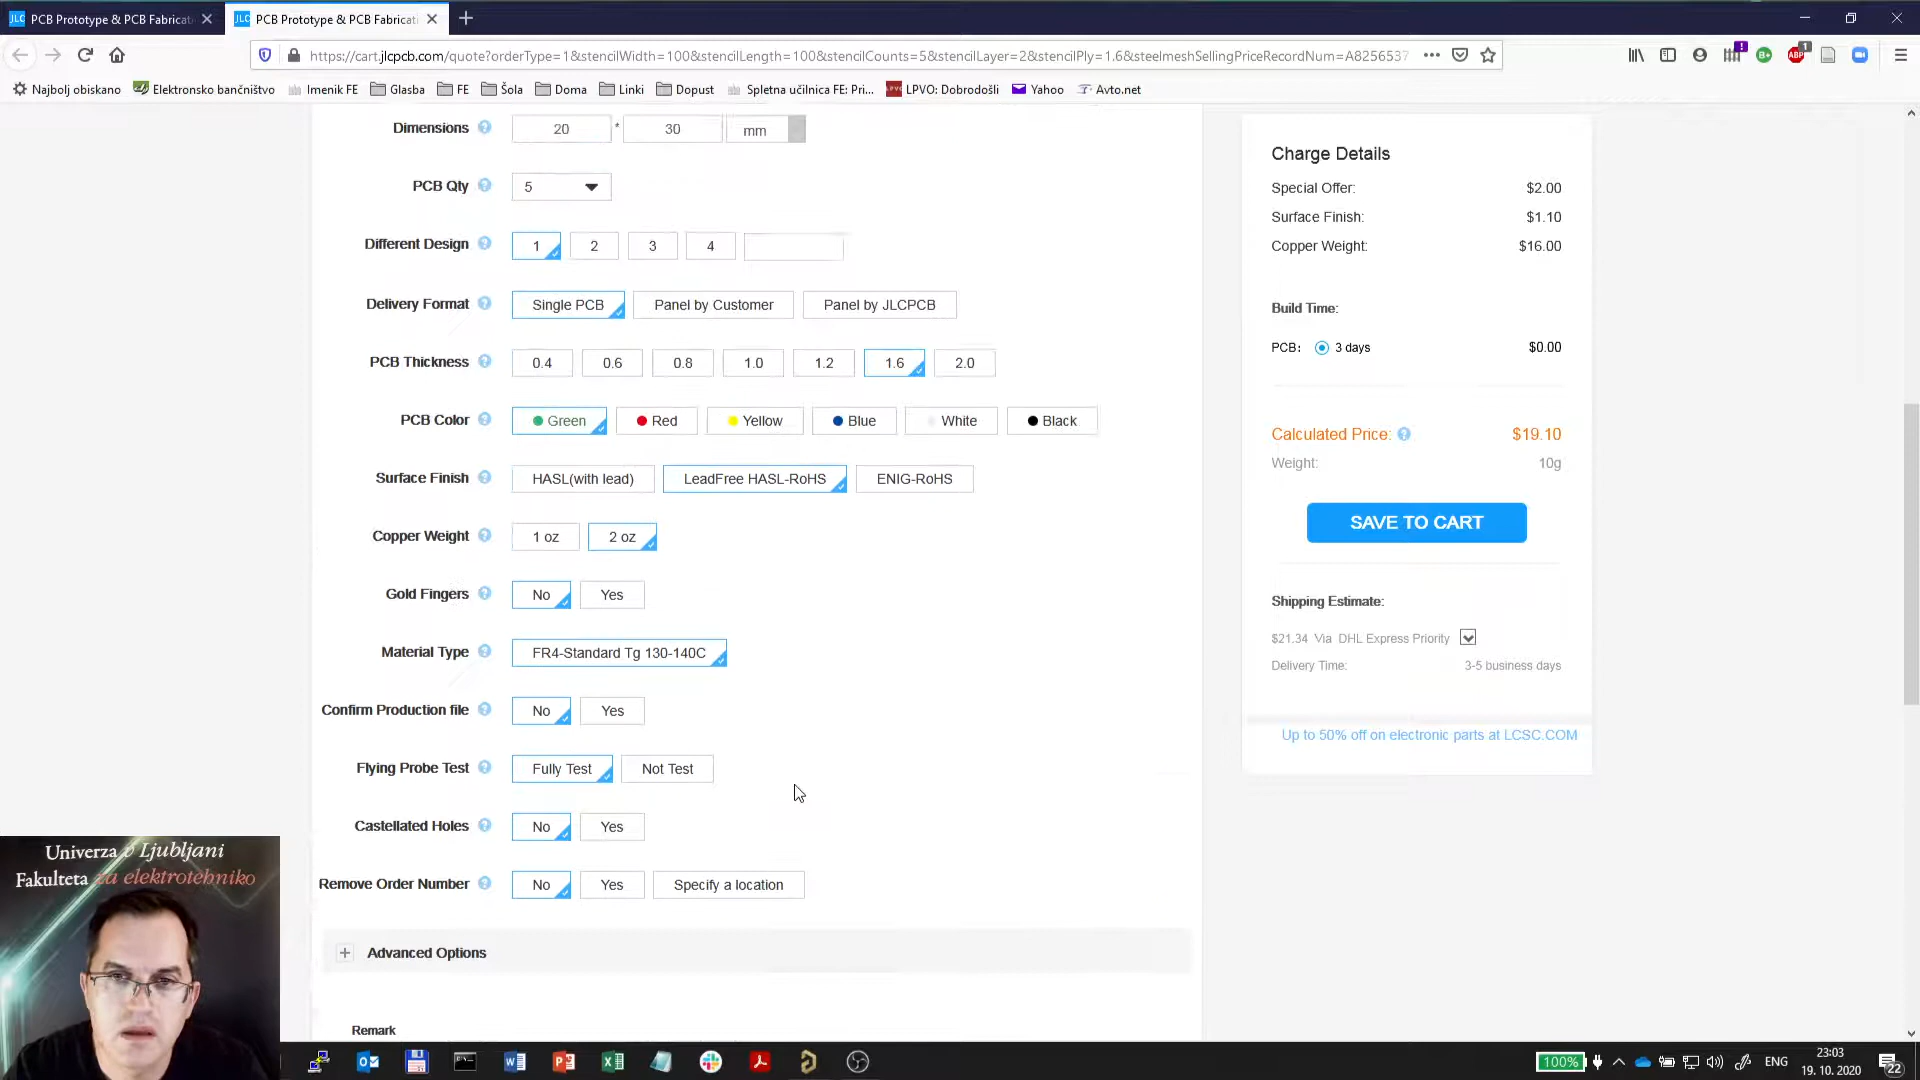 PCB Prototype & PCB Fabricat
PCB Prototype & PCB Fabricati
https://cart.jlcpcb.com/quote?orderType=1&stencilWidth=100&stencilLength=100&stencilCounts=5&stencilLayer=2&stencilPly=1.6&steelmeshSellingPriceRecordNum=A8256537
Najbolj obiskano
Elektronsko bančništvo
Imenik FE
Glasba
FE
Šola
Doma
Linki
Dopust
Spletna učilnica FE: Pri...
LPVO: Dobrodošli
Yahoo
Avto.net
Dimensions ? 20 * 30 mm
PCB Qty ? 5
Different Design ? 1 2 3 4
Delivery Format ? Single PCB Panel by Customer Panel by JLCPCB
PCB Thickness ? 0.4 0.6 0.8 1.0 1.2 1.6 2.0
PCB Color ? Green Red Yellow Blue White Black
Surface Finish ? HASL(with lead) LeadFree HASL-RoHS ENIG-RoHS
Copper Weight ? 1 oz 2 oz
Gold Fingers ? No Yes
Material Type ? FR4-Standard Tg 130-140C
Confirm Production file ? No Yes
Flying Probe Test ? Fully Test Not Test
Castellated Holes ? No Yes
Remove Order Number ? No Yes Specify a location
Advanced Options
Remark
Charge Details
Special Offer: $2.00
Surface Finish: $1.10
Copper Weight: $16.00
Build Time:
PCB: 3 days $0.00
Calculated Price: ? $19.10
Weight: 10g
SAVE TO CART
Shipping Estimate:
$21.34 Via DHL Express Priority
Delivery Time: 3-5 business days
Up to 50% off on electronic parts at LCSC.COM
Univerza v Ljubljani
Fakulteta za elektrotehniko
100%
ENG
23:03
19. 10. 2020
22